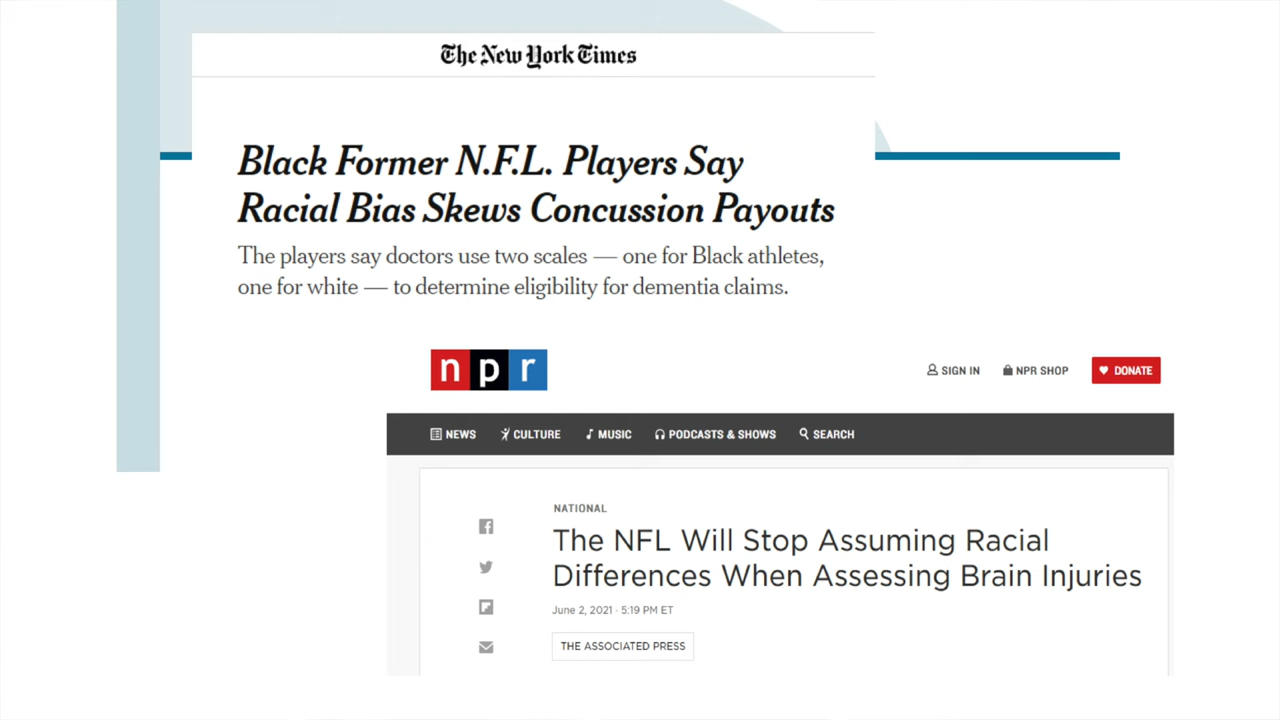 The New York Times
Black Former N.F.L. Players Say
Racial Bias Skews Concussion Payouts
The players say doctors use two scales — one for Black athletes,
one for white — to determine eligibility for dementia claims.
npr
SIGN IN
NPR SHOP
DONATE
NEWS
CULTURE
MUSIC
PODCASTS & SHOWS
SEARCH
NATIONAL
The NFL Will Stop Assuming Racial
Differences When Assessing Brain Injuries
June 2, 2021 · 5:19 PM ET
THE ASSOCIATED PRESS